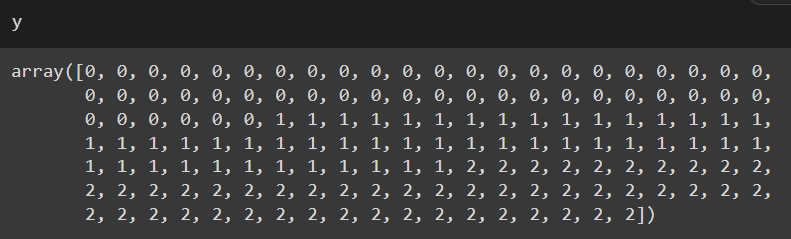 y
array([0, 0, 0, 0, 0, 0, 0, 0, 0, 0, 0, 0, 0, 0, 0, 0, 0, 0, 0, 0, 0, 0,
0, 0, 0, 0, 0, 0, 0, 0, 0, 0, 0, 0, 0, 0, 0, 0, 0, 0, 0, 0, 0, 0,
0, 0, 0, 0, 0, 0, 1, 1, 1, 1, 1, 1, 1, 1, 1, 1, 1, 1, 1, 1, 1, 1,
1, 1, 1, 1, 1, 1, 1, 1, 1, 1, 1, 1, 1, 1, 1, 1, 1, 1, 1, 1, 1, 1,
1, 1, 1, 1, 1, 1, 1, 1, 1, 1, 1, 1, 2, 2, 2, 2, 2, 2, 2, 2, 2, 2,
2, 2, 2, 2, 2, 2, 2, 2, 2, 2, 2, 2, 2, 2, 2, 2, 2, 2, 2, 2, 2, 2,
2, 2, 2, 2, 2, 2, 2, 2, 2, 2, 2, 2, 2, 2, 2, 2, 2, 2])